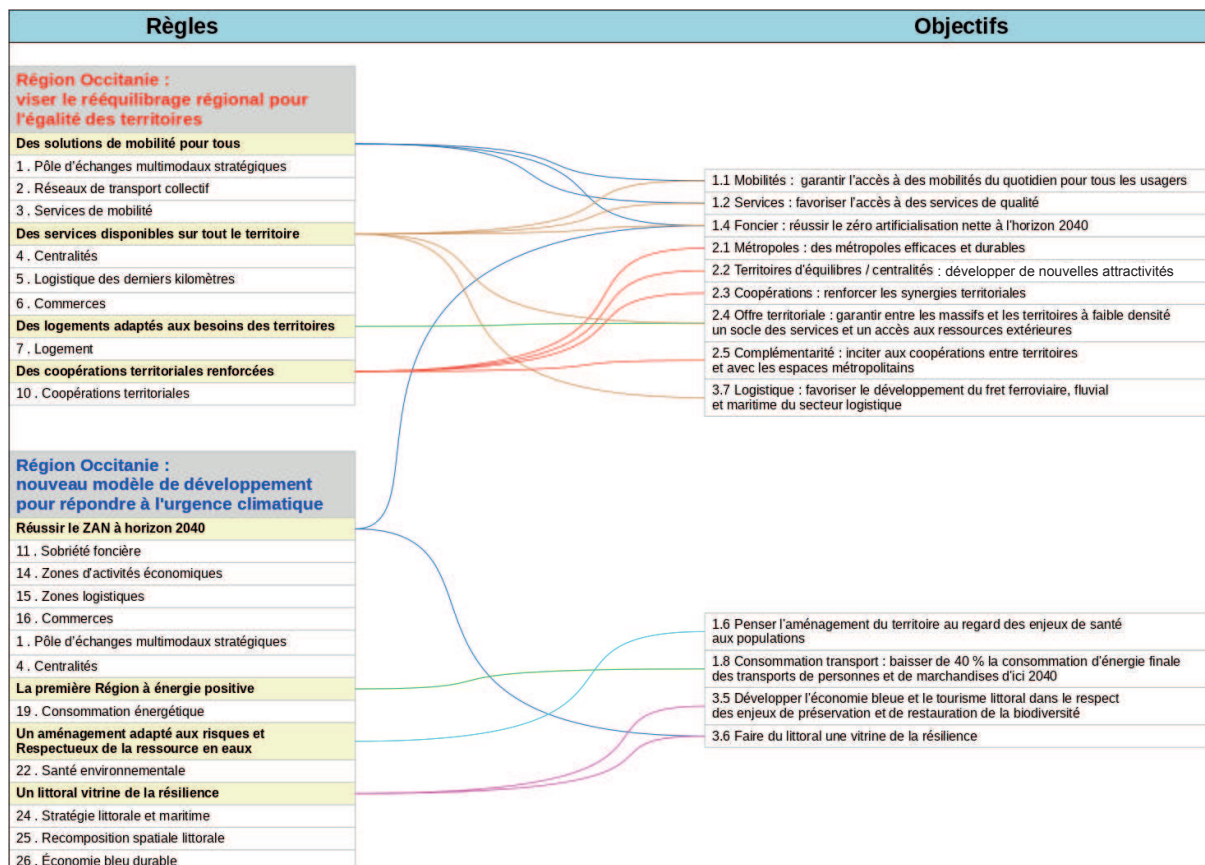 Règles
Objectifs
Région Occitanie :
viser le rééquilibrage régional pour
l'égalité des territoires
Des solutions de mobilité pour tous
1 . Pôle d'échanges multimodaux stratégiques
2 . Réseaux de transport collectif
3 . Services de mobilité
Des services disponibles sur tout le territoire
4 . Centralités
5 . Logistique des derniers kilomètres
6 . Commerces
Des logements adaptés aux besoins des territoires
7 . Logement
Des coopérations territoriales renforcées
10 . Coopérations territoriales
1.1 Mobilités : garantir l'accès à des mobilités du quotidien pour tous les usagers
1.2 Services : favoriser l'accès à des services de qualité
1.4 Foncier : réussir le zéro artificialisation nette à l'horizon 2040
2.1 Métropoles : des métropoles efficaces et durables
2.2 Territoires d'équilibres / centralités : développer de nouvelles attractivités
2.3 Coopérations : renforcer les synergies territoriales
2.4 Offre territoriale : garantir entre les massifs et les territoires à faible densité
un socle des services et un accès aux ressources extérieures
2.5 Complémentarité : inciter aux coopérations entre territoires
et avec les espaces métropolitains
3.7 Logistique : favoriser le développement du fret ferroviaire, fluvial
et maritime du secteur logistique
Région Occitanie :
nouveau modèle de développement
pour répondre à l'urgence climatique
Réussir le ZAN à horizon 2040
11 . Sobriété foncière
14 . Zones d'activités économiques
15 . Zones logistiques
16 . Commerces
1 . Pôle d'échanges multimodaux stratégiques
4 . Centralités
La première Région à énergie positive
19 . Consommation énergétique
Un aménagement adapté aux risques et
Respectueux de la ressource en eaux
22 . Santé environnementale
Un littoral vitrine de la résilience
24 . Stratégie littorale et maritime
25 . Recomposition spatiale littorale
26 . Économie bleu durable
1.6 Penser l'aménagement du territoire au regard des enjeux de santé
aux populations
1.8 Consommation transport : baisser de 40 % la consommation d'énergie finale
des transports de personnes et de marchandises d'ici 2040
3.5 Développer l'économie bleue et le tourisme littoral dans le respect
des enjeux de préservation et de restauration de la biodiversité
3.6 Faire du littoral une vitrine de la résilience